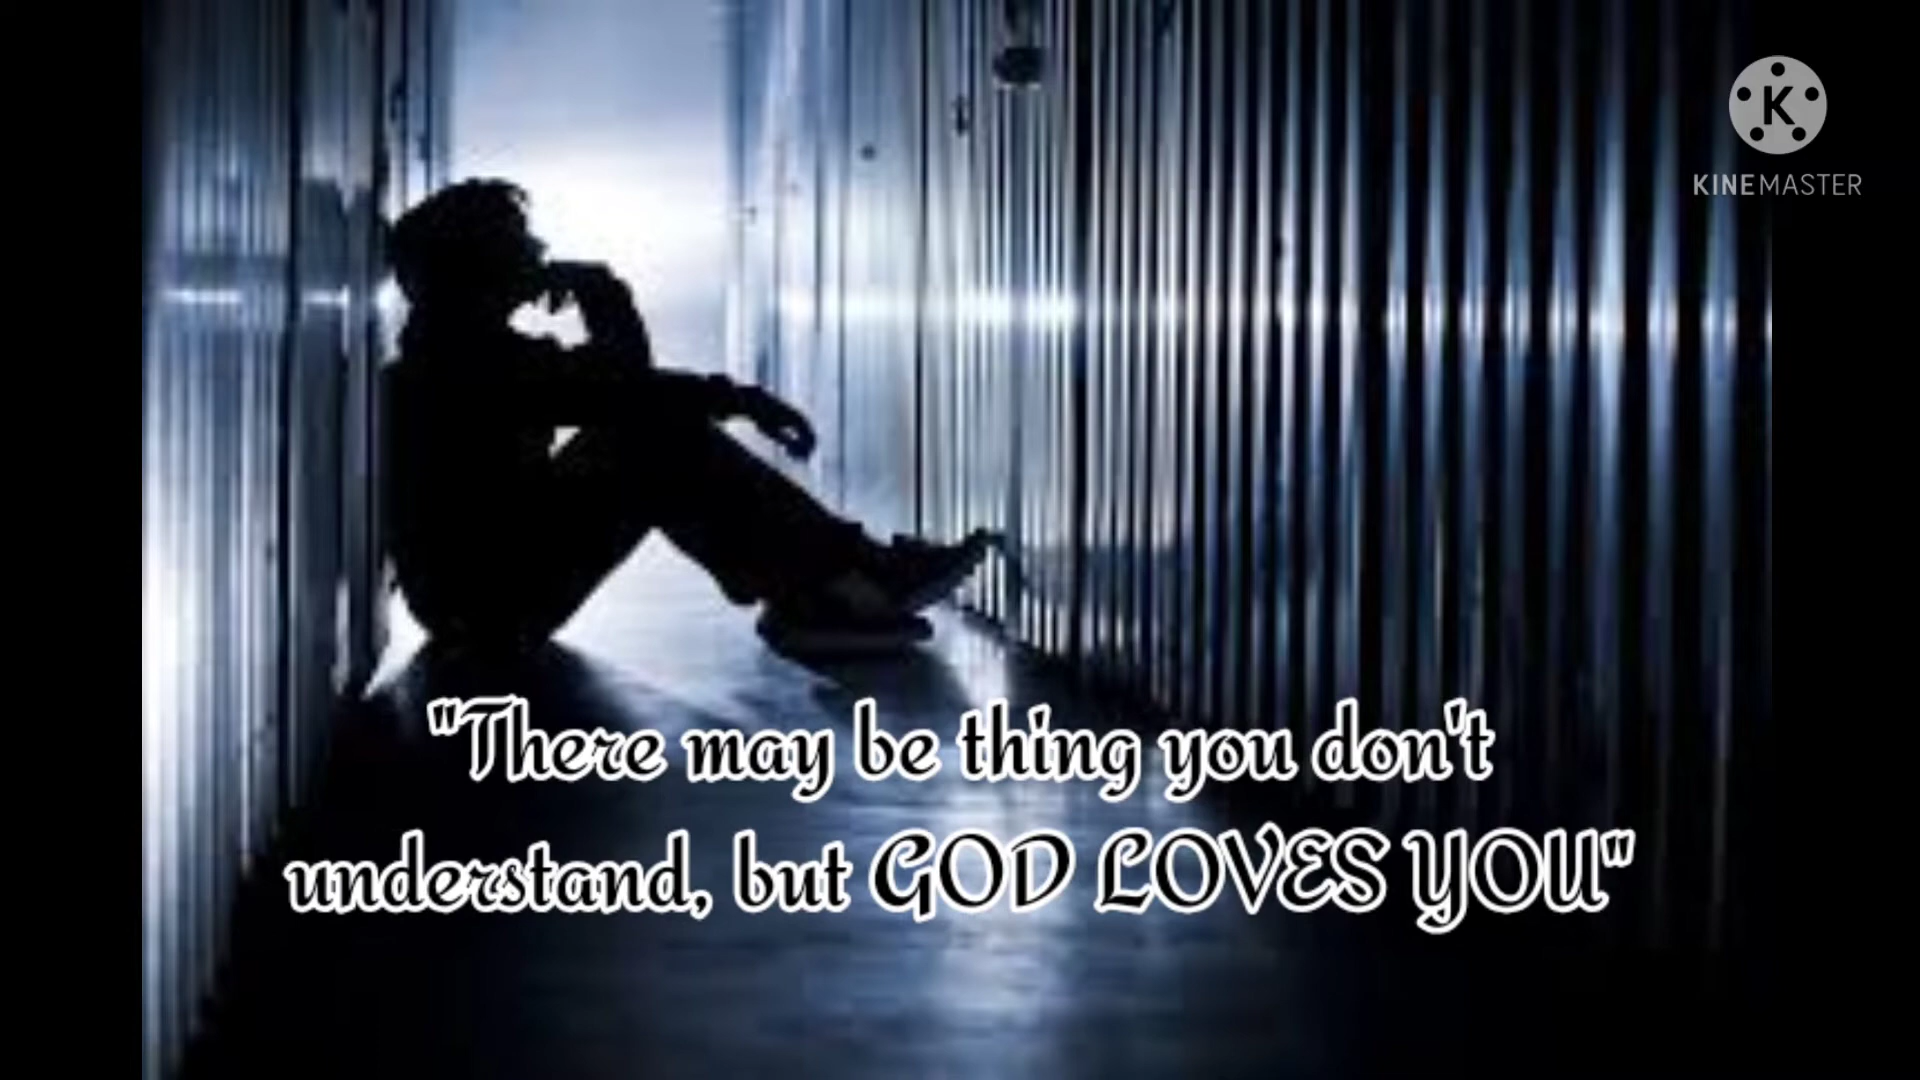 K
KINEMASTER
"There may be thing you don't
understand, but GOD LOVES YOU"